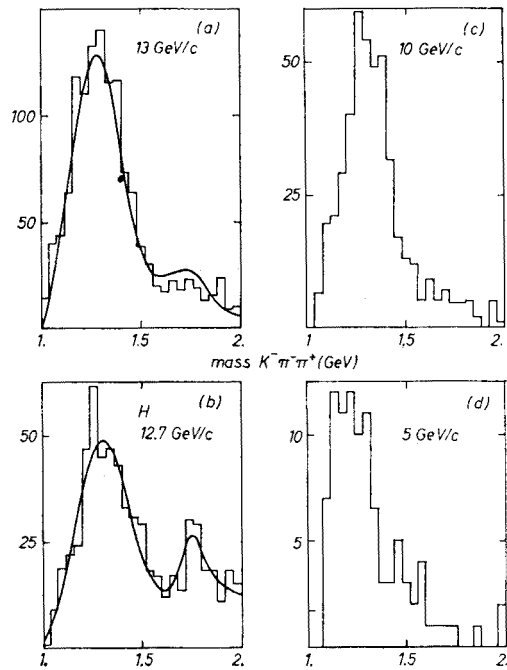 (a)
13 GeV/c
100
50
1. 1.5 2.
(c)
10 GeV/c
50
25
1. 1.5 2.
mass K⁻π⁻π⁺(GeV)
(b)
H
12.7 GeV/c
50
25
1. 1.5 2.
(d)
5 GeV/c
10
5
1. 1.5 2.